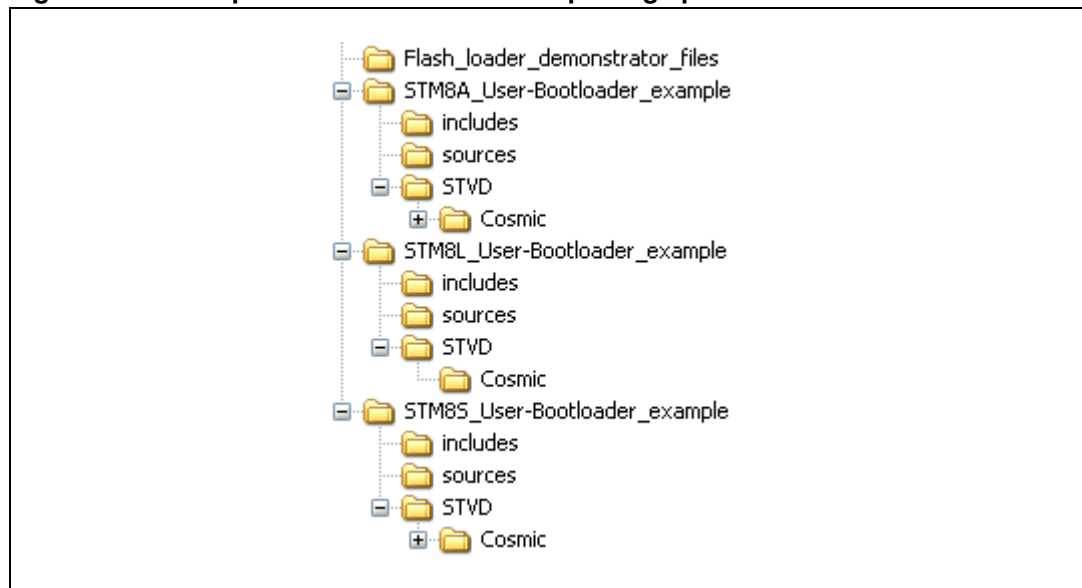 Flash_loader_demonstrator_files
STM8A_User-Bootloader_example
includes
sources
STVD
Cosmic
STM8L_User-Bootloader_example
includes
sources
STVD
Cosmic
STM8S_User-Bootloader_example
includes
sources
STVD
Cosmic